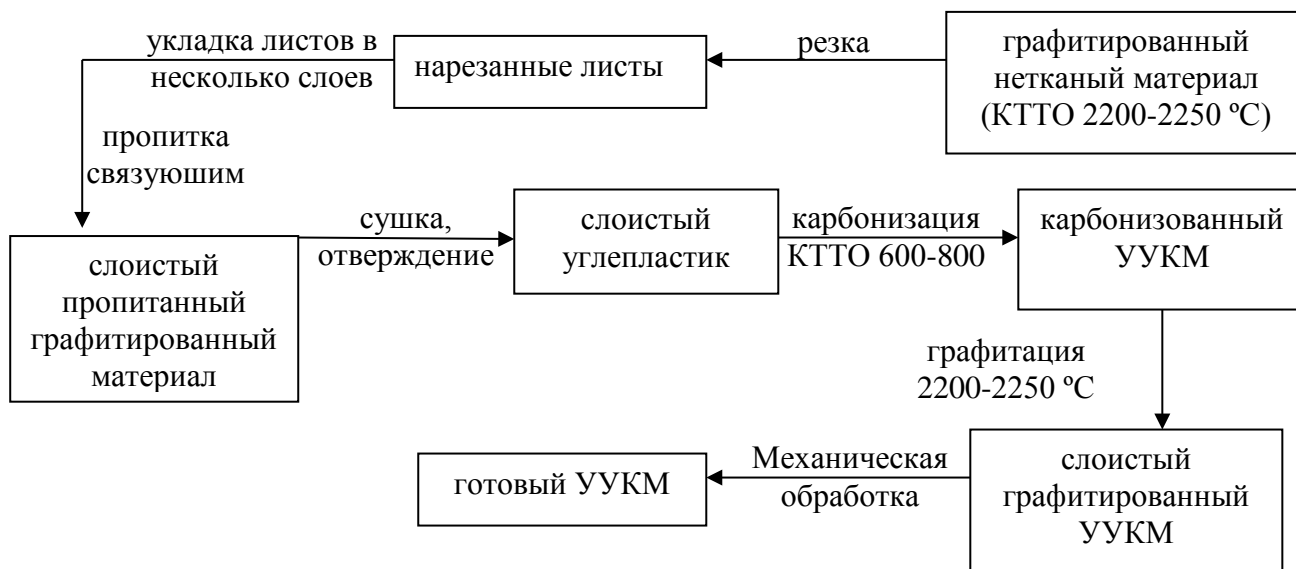 графитированный
нетканый материал
(КТТО 2200-2250 ºС)
резка
нарезанные листы
укладка листов в
несколько слоев
пропитка
связуюшим
слоистый
пропитанный
графитированный
материал
сушка,
отверждение
слоистый
углепластик
карбонизация
КТТО 600-800
карбонизованный
УУКМ
графитация
2200-2250 ºС
слоистый
графитированный
УУКМ
Механическая
обработка
готовый УУКМ